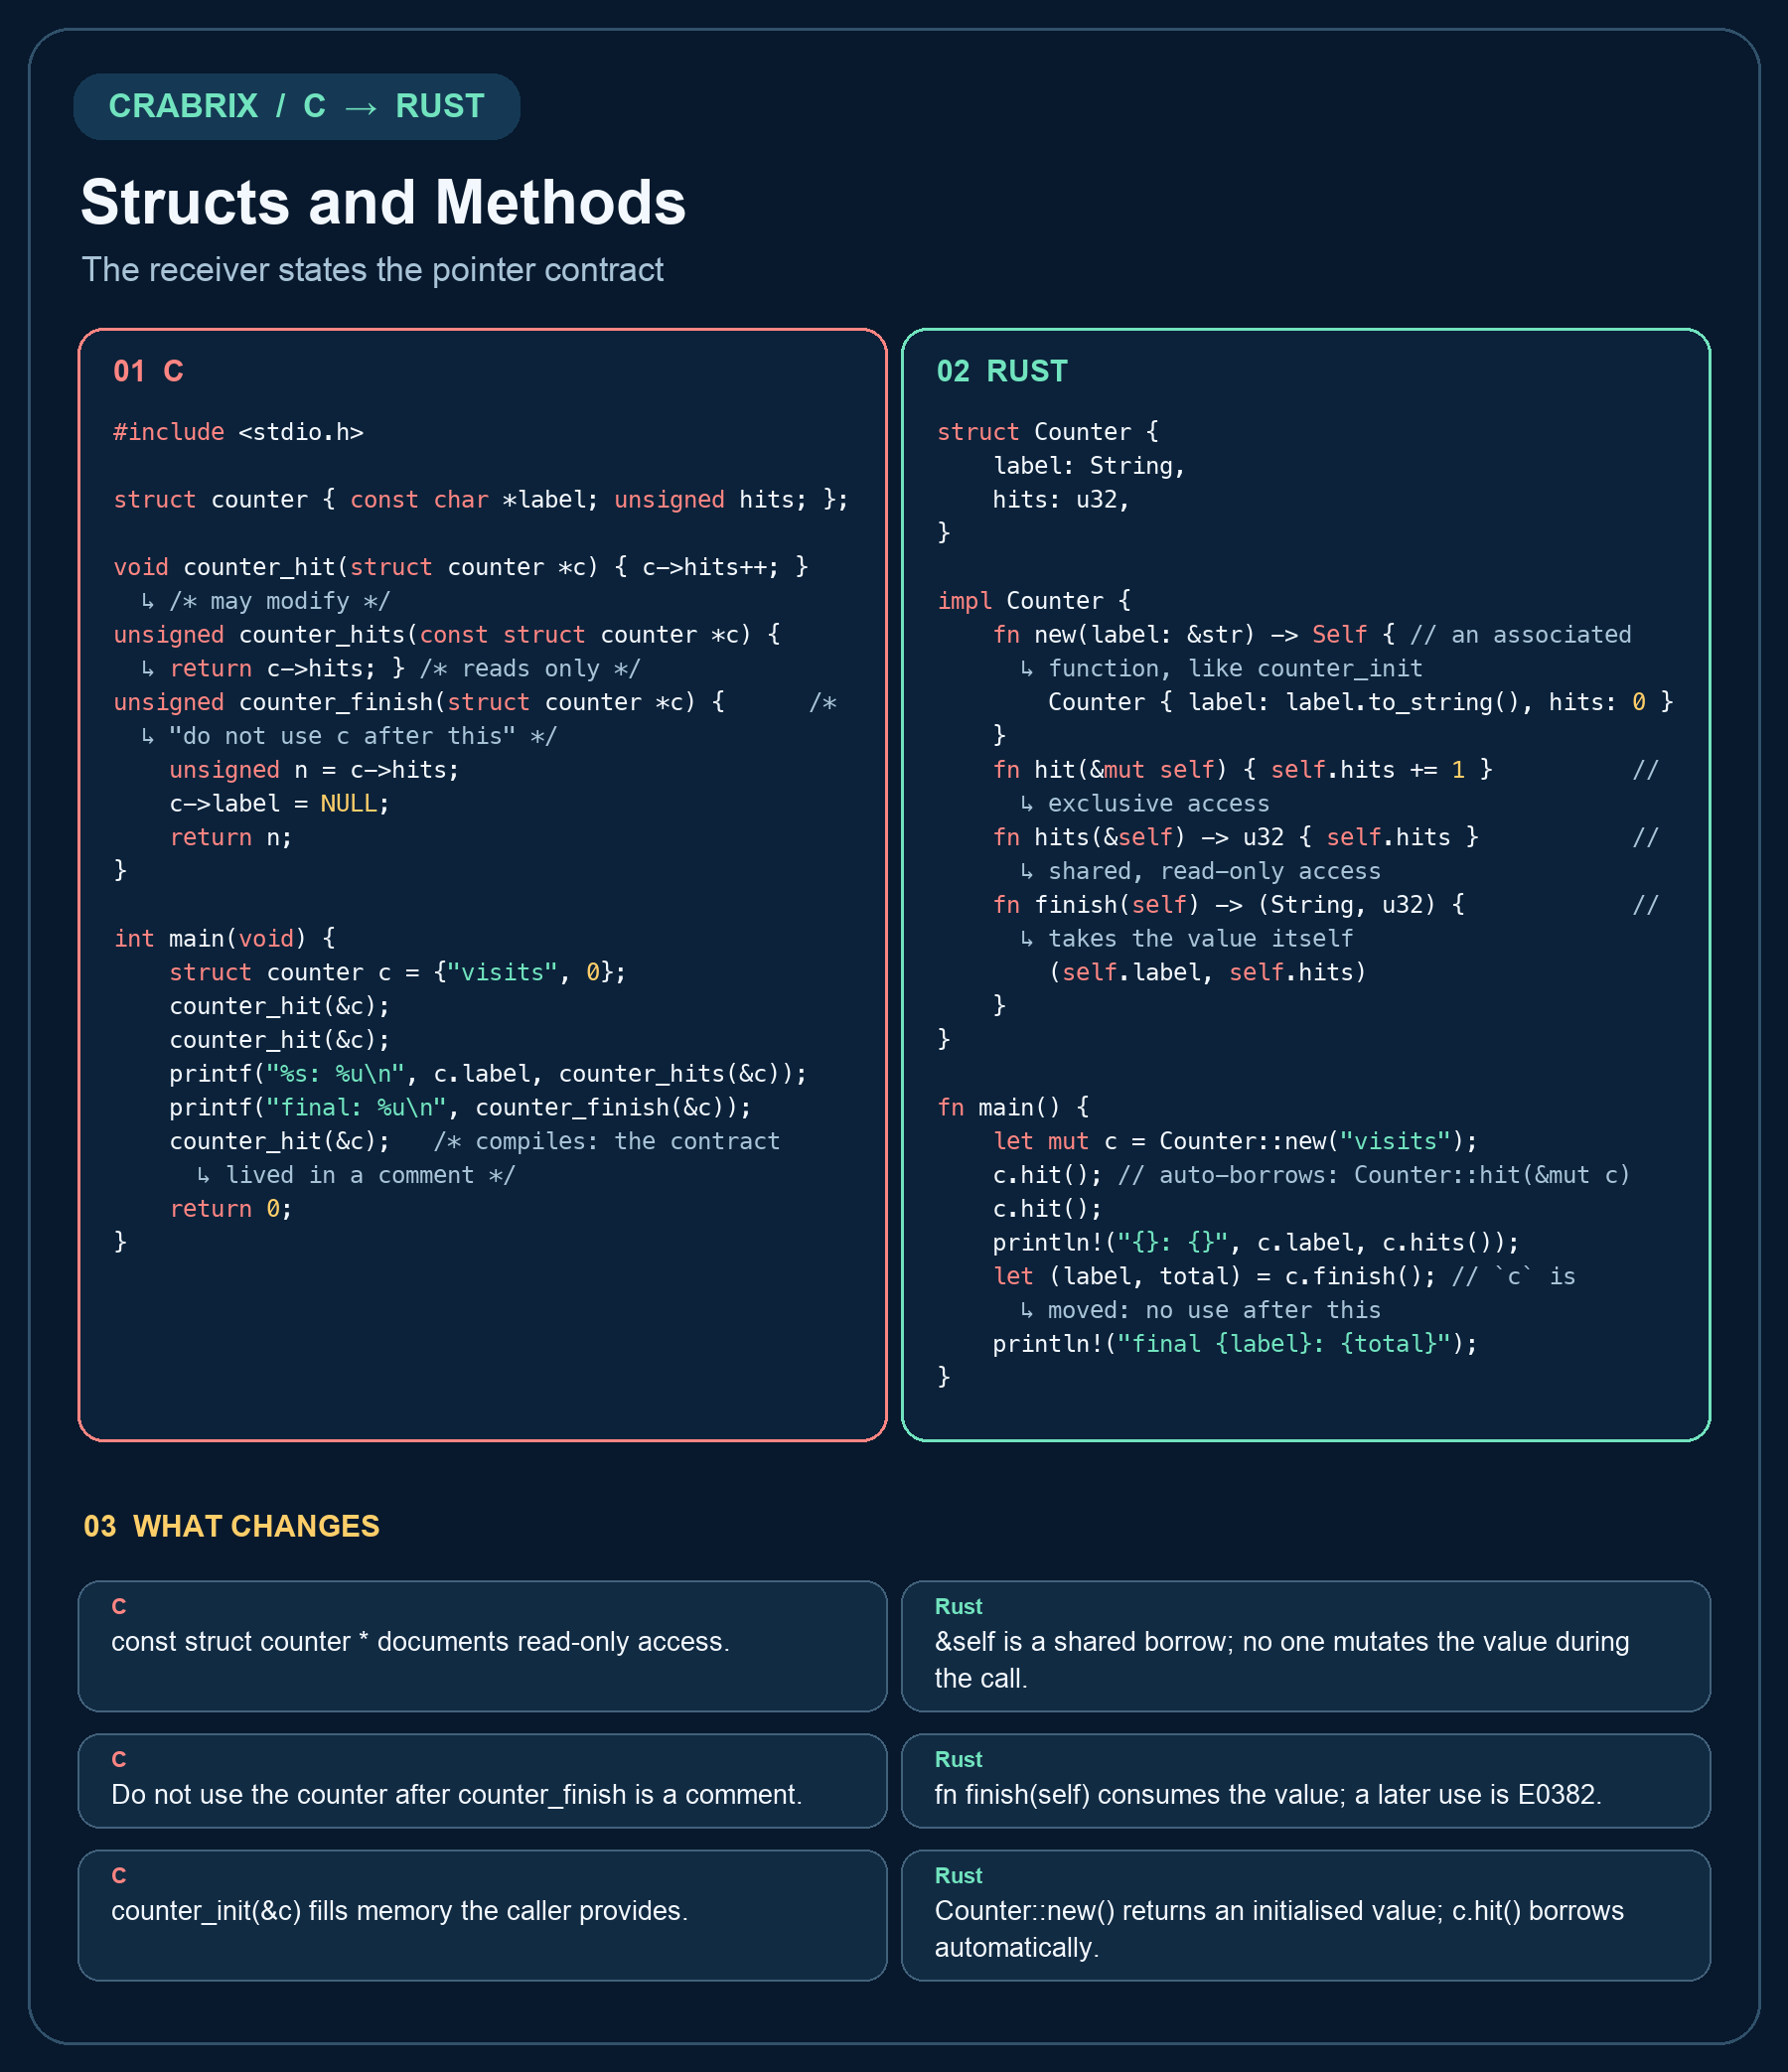 CRABRIX / C → RUST
Structs and Methods
The receiver states the pointer contract
01 C
#include <stdio.h>
struct counter { const char *label; unsigned hits; };
void counter_hit(struct counter *c) { c->hits++; }
  ↳ /* may modify */
unsigned counter_hits(const struct counter *c) {
  ↳ return c->hits; } /* reads only */
unsigned counter_finish(struct counter *c) {      /*
  ↳ "do not use c after this" */
    unsigned n = c->hits;
    c->label = NULL;
    return n;
}
int main(void) {
    struct counter c = {"visits", 0};
    counter_hit(&c);
    counter_hit(&c);
    printf("%s: %u\n", c.label, counter_hits(&c));
    printf("final: %u\n", counter_finish(&c));
    counter_hit(&c);   /* compiles: the contract
      ↳ lived in a comment */
    return 0;
}
02 RUST
struct Counter {
    label: String,
    hits: u32,
}
impl Counter {
    fn new(label: &str) -> Self { // an associated
      ↳ function, like counter_init
        Counter { label: label.to_string(), hits: 0 }
    }
    fn hit(&mut self) { self.hits += 1 }          //
      ↳ exclusive access
    fn hits(&self) -> u32 { self.hits }           //
      ↳ shared, read-only access
    fn finish(self) -> (String, u32) {            //
      ↳ takes the value itself
        (self.label, self.hits)
    }
}
fn main() {
    let mut c = Counter::new("visits");
    c.hit(); // auto-borrows: Counter::hit(&mut c)
    c.hit();
    println!("{}: {}", c.label, c.hits());
    let (label, total) = c.finish(); // `c` is
      ↳ moved: no use after this
    println!("final {label}: {total}");
}
03 WHAT CHANGES
C
const struct counter * documents read-only access.
Rust
&self is a shared borrow; no one mutates the value during
the call.
C
Do not use the counter after counter_finish is a comment.
Rust
fn finish(self) consumes the value; a later use is E0382.
C
counter_init(&c) fills memory the caller provides.
Rust
Counter::new() returns an initialised value; c.hit() borrows
automatically.